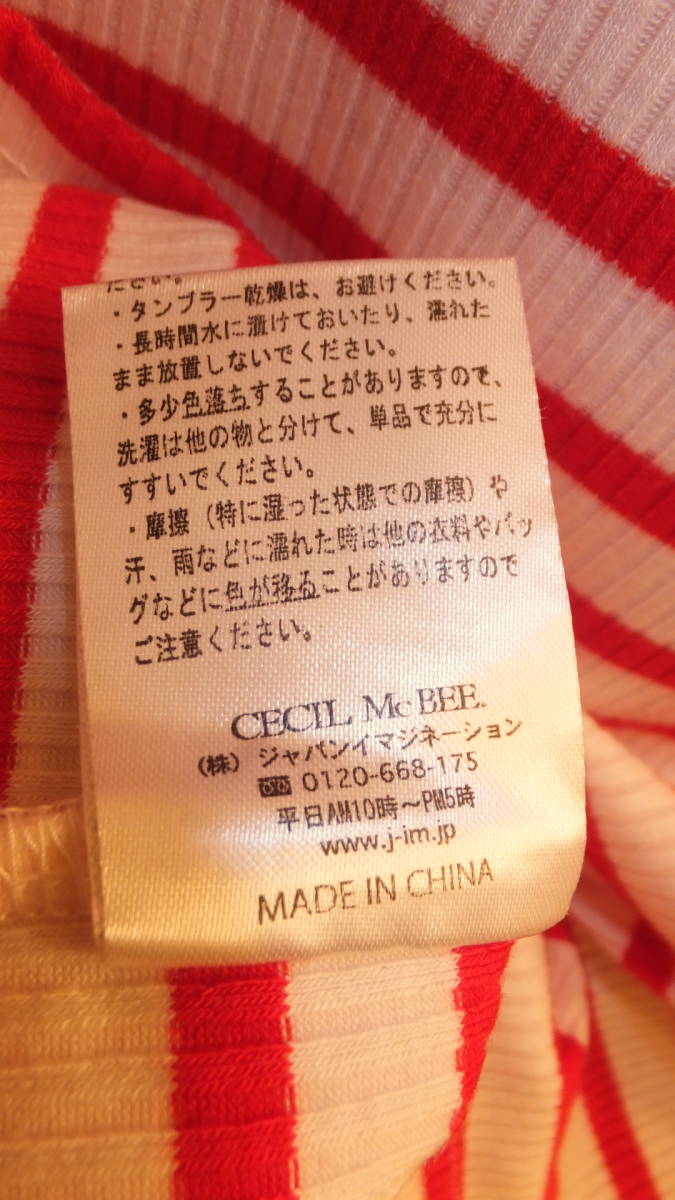 ださい。
・タンブラー乾燥は、お避けください。
・長時間水に漬けておいたり、濡れた
まま放置しないでください。
・多少色落ちすることがありますので、
洗濯は他の物と分けて、単品で充分に
すすいでください。
・摩擦（特に湿った状態での摩擦）や
汗、雨などに濡れた時は他の衣料やバッ
グなどに色が移ることがありますので
ご注意ください。
CECIL McBEE.
（株）ジャパンイマジネーション
0120-668-175
平日AM10時〜PM5時
www.j-im.jp
MADE IN CHINA